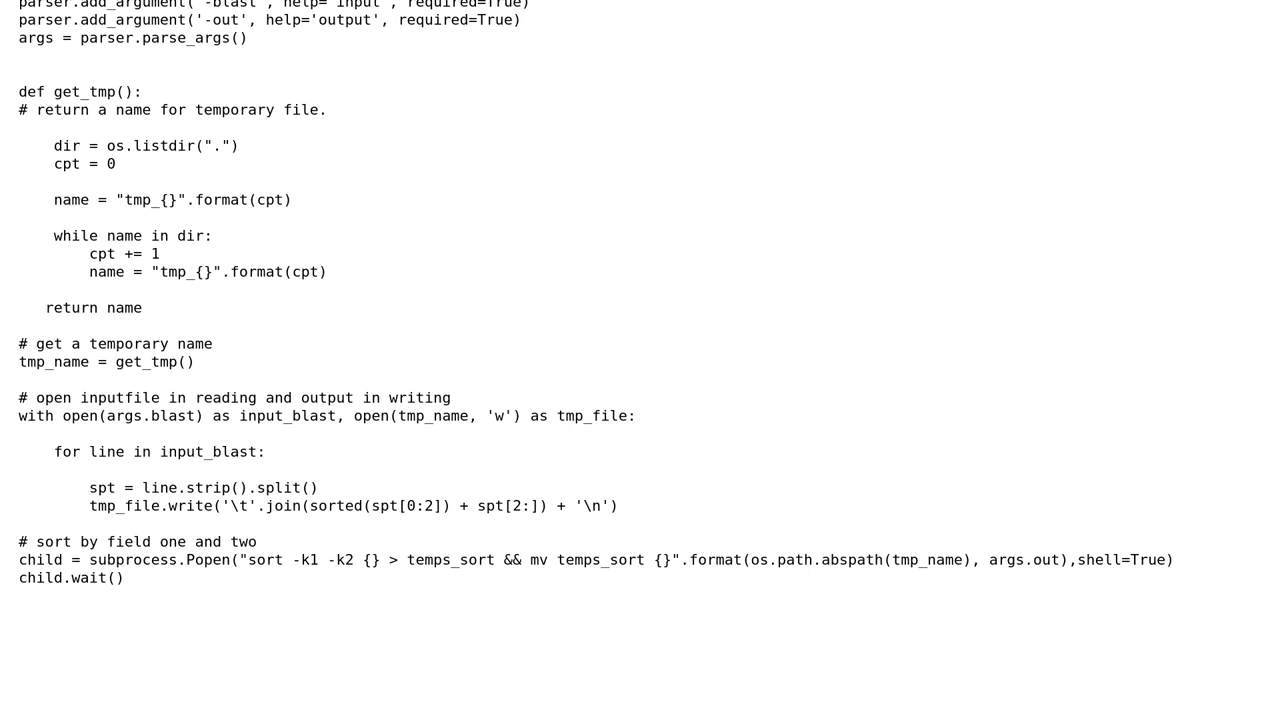 parser.add_argument('-blast', help='input', required=True)
parser.add_argument('-out', help='output', required=True)
args = parser.parse_args()
def get_tmp():
# return a name for temporary file.
    dir = os.listdir(".")
    cpt = 0
    name = "tmp_{}".format(cpt)
    while name in dir:
        cpt += 1
        name = "tmp_{}".format(cpt)
   return name
# get a temporary name
tmp_name = get_tmp()
# open inputfile in reading and output in writing
with open(args.blast) as input_blast, open(tmp_name, 'w') as tmp_file:
    for line in input_blast:
        spt = line.strip().split()
        tmp_file.write('\t'.join(sorted(spt[0:2]) + spt[2:]) + '\n')
# sort by field one and two
child = subprocess.Popen("sort -k1 -k2 {} > temps_sort && mv temps_sort {}".format(os.path.abspath(tmp_name), args.out),shell=True)
child.wait()